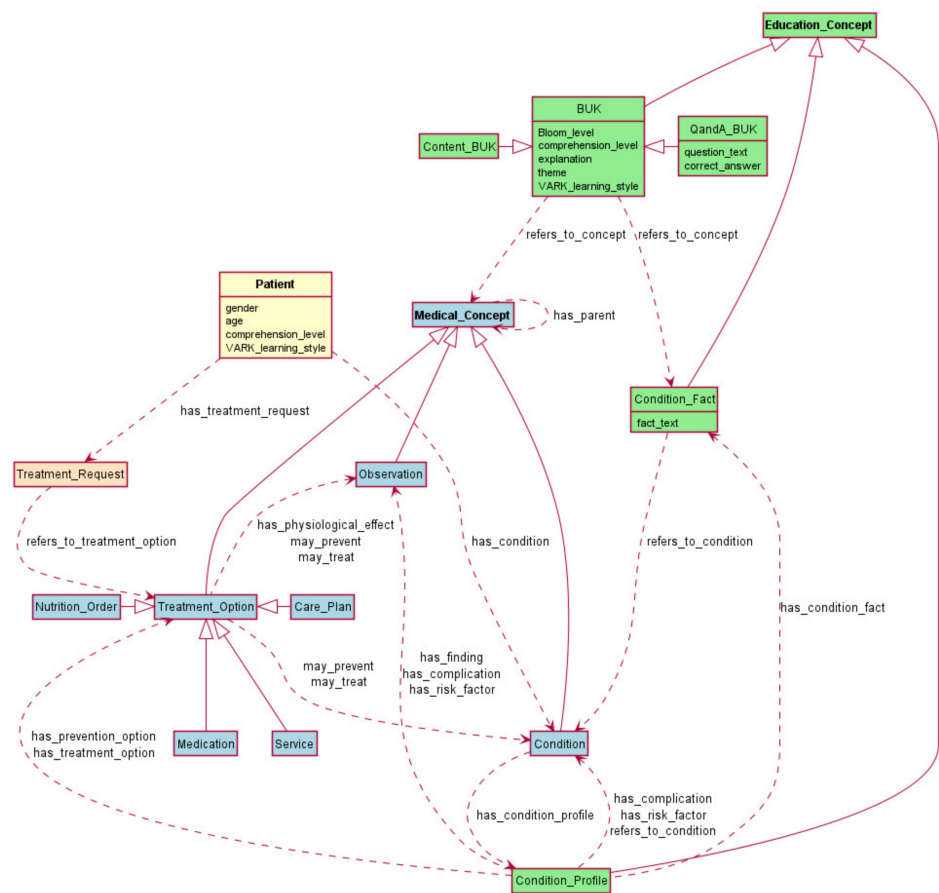 Education_Concept
BUK
Bloom_level
comprehension_level
explanation
theme
VARK_learning_style
Content_BUK
QandA_BUK
question_text
correct_answer
refers_to_concept
refers_to_concept
Patient
gender
age
comprehension_level
VARK_learning_style
Medical_Concept
has_parent
has_treatment_request
Condition_Fact
fact_text
Treatment_Request
Observation
refers_to_treatment_option
has_physiological_effect
may_prevent
may_treat
has_condition
refers_to_condition
Nutrition_Order
Treatment_Option
Care_Plan
has_condition_fact
may_prevent
may_treat
has_finding
has_complication
has_risk_factor
has_prevention_option
has_treatment_option
Medication
Service
Condition
has_condition_profile
has_complication
has_risk_factor
refers_to_condition
Condition_Profile